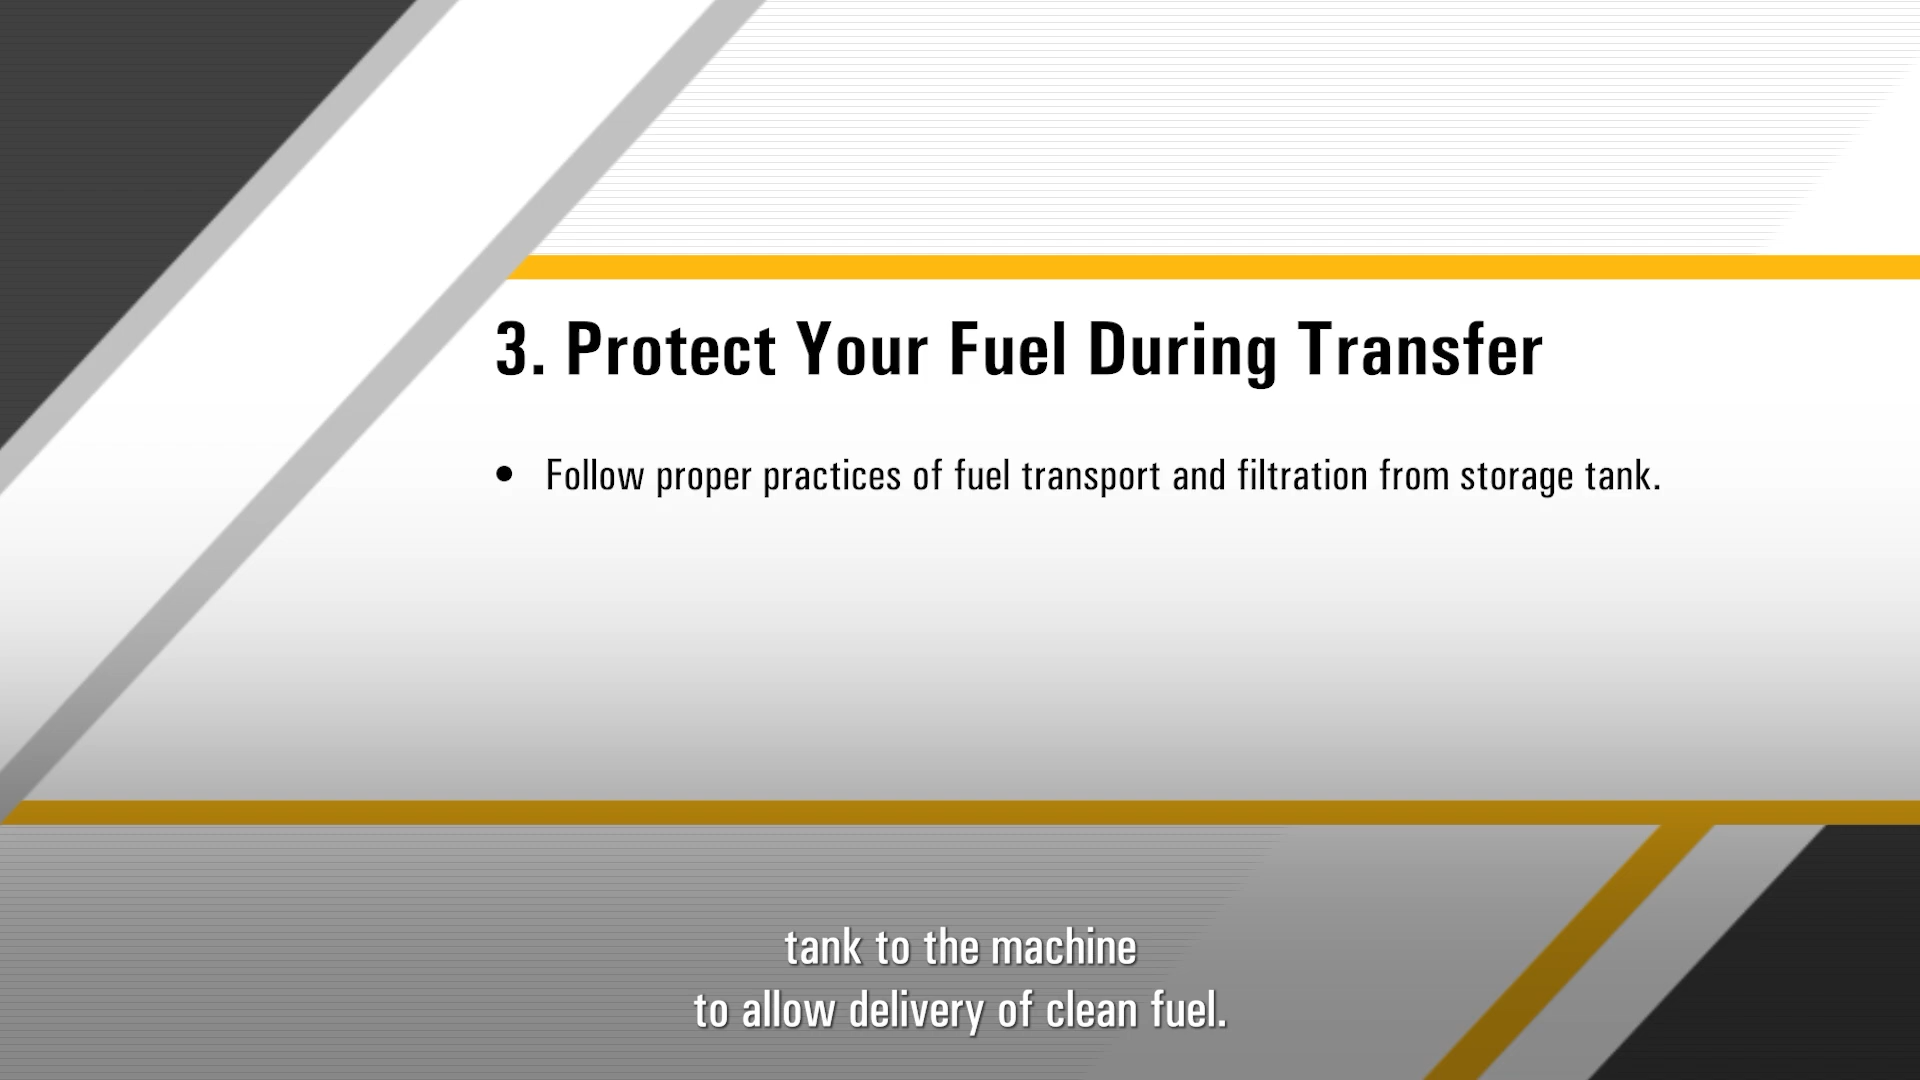 3. Protect Your Fuel During Transfer
• Follow proper practices of fuel transport and filtration from storage tank.
tank to the machine
to allow delivery of clean fuel.